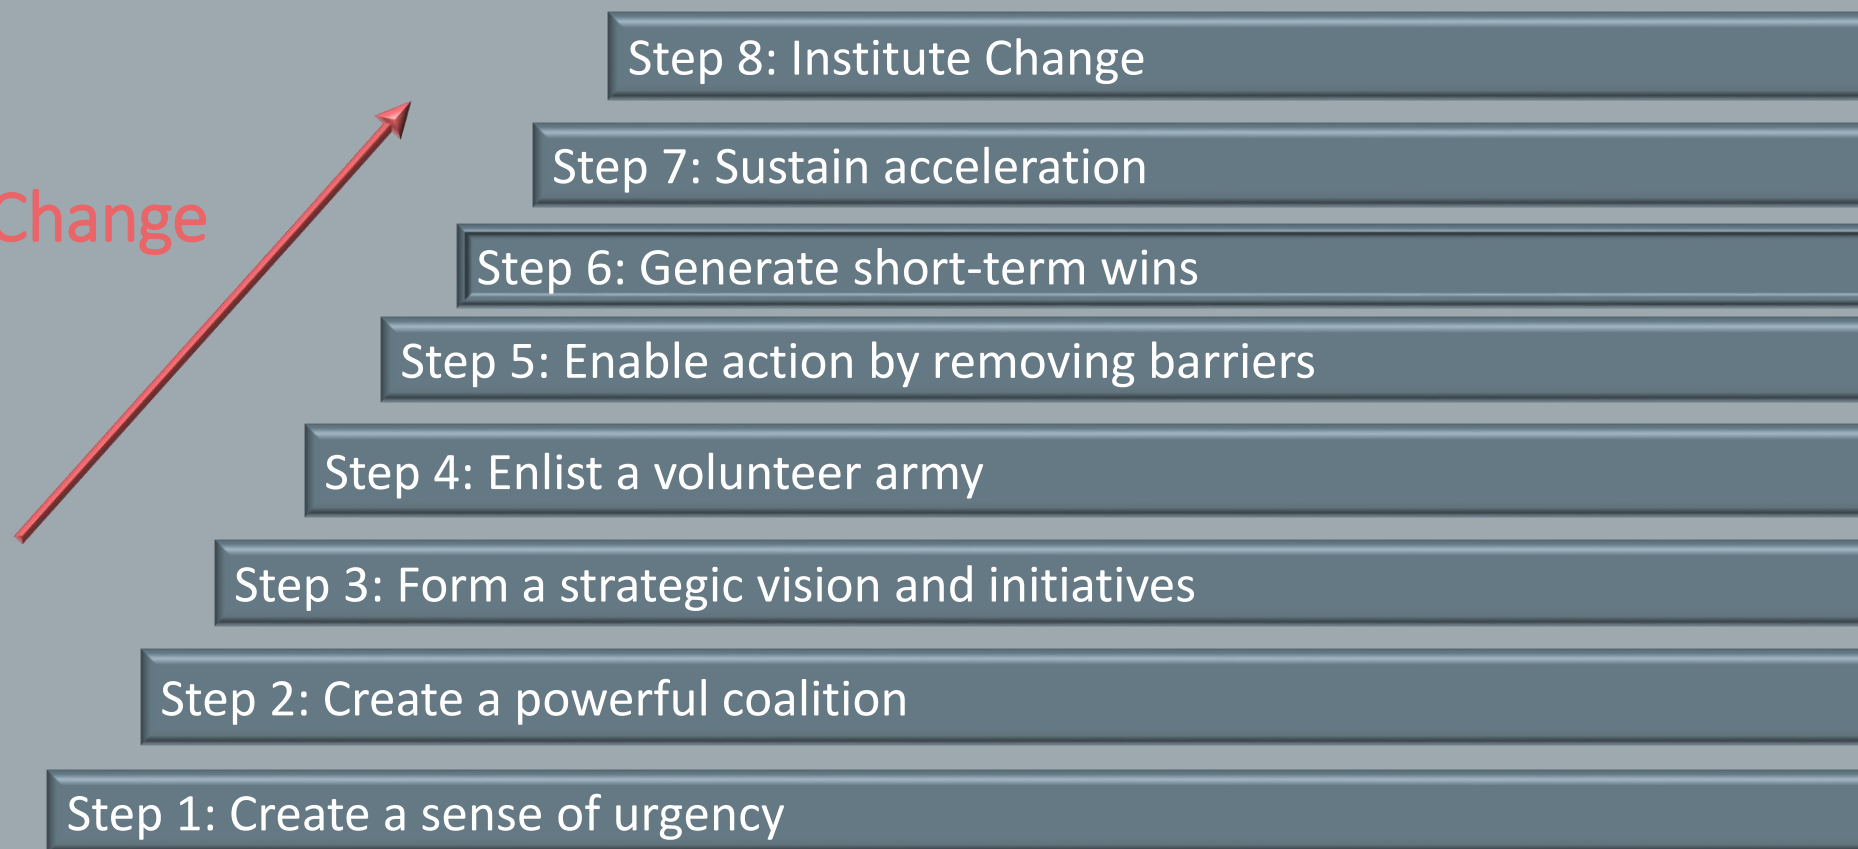 Step 8: Institute Change
Step 7: Sustain acceleration
Change
Step 6: Generate short-term wins
Step 5: Enable action by removing barriers
Step 4: Enlist a volunteer army
Step 3: Form a strategic vision and initiatives
Step 2: Create a powerful coalition
Step 1: Create a sense of urgency